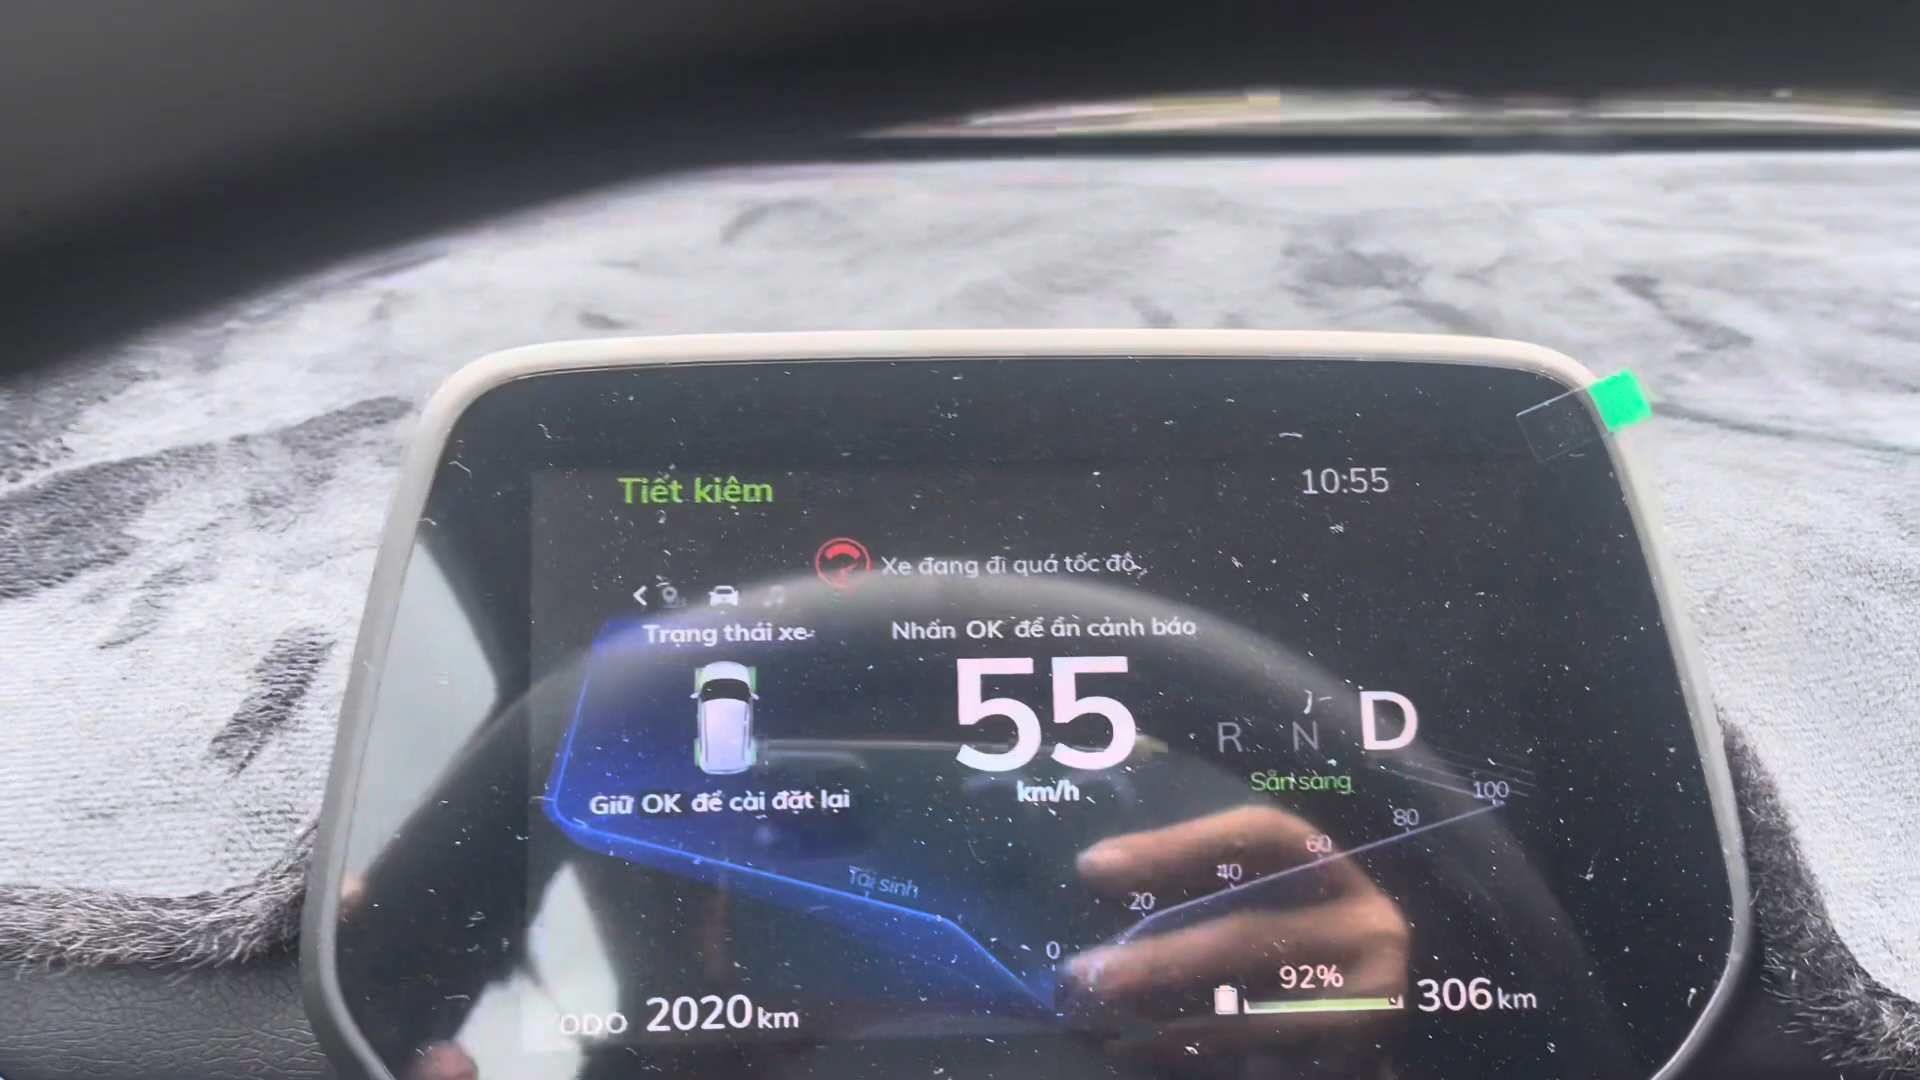 Tiết kiệm
10:55
Xe đang đi quá tốc độ.
Trạng thái xe
Nhấn OK để ẩn cảnh báo
55
km/h
R N D
Sẵn sàng
Giữ OK để cài đặt lại
Tái sinh
0 20 40 60 80 100
ODO 2020 km
92%
306 km